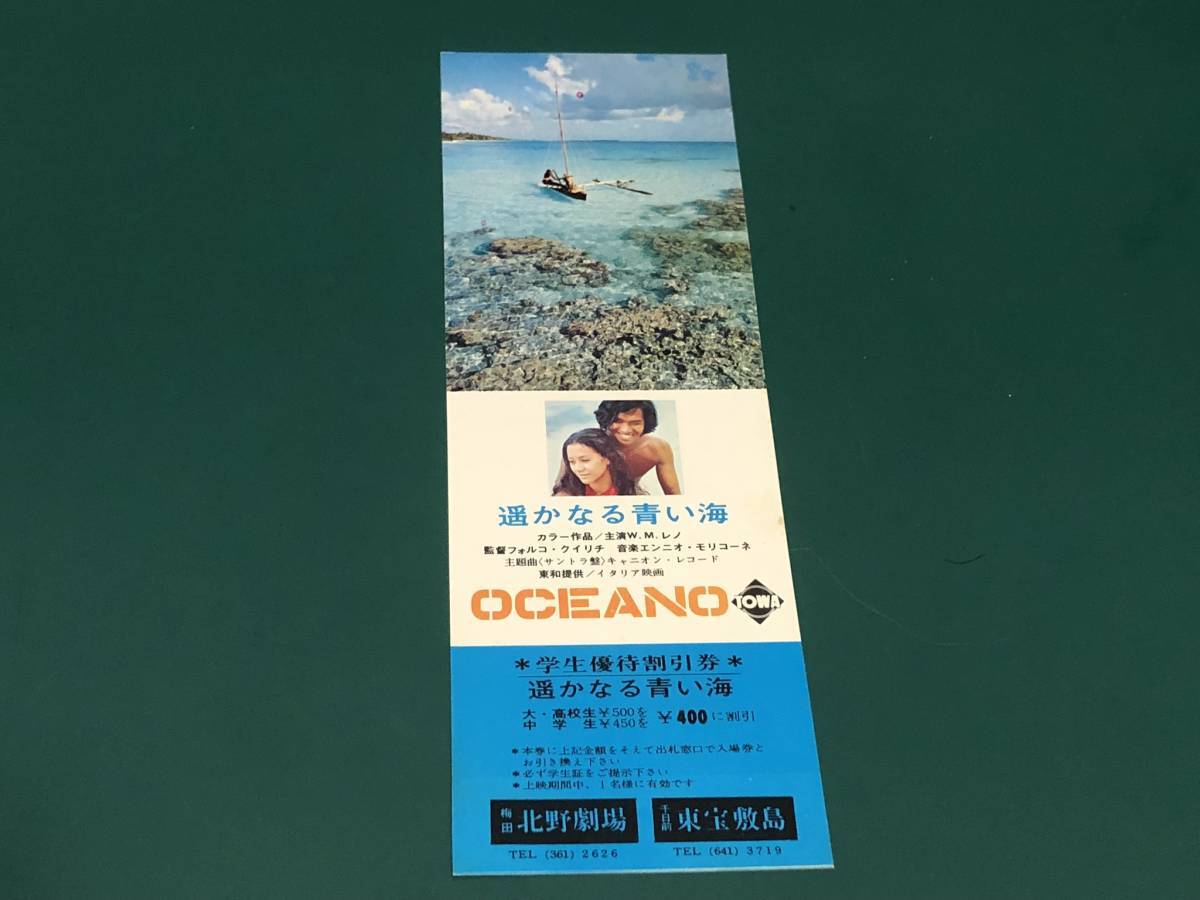 遥かなる青い海
カラー作品/主演W.M.レノ
監督フォルコ・クイリチ 音楽エンニオ・モリコーネ
主題曲〈サントラ盤〉キャニオン・レコード
東和提供/イタリア映画
OCEANO TOWA
*学生優待割引券*
遥かなる青い海
大・高校生¥500を
中学生¥450を ¥400に割引
*本券に上記金額をそえて出札窓口で入場券と
お引き換え下さい
*必ず学生証をご提示下さい
*上映期間中、1名様に有効です
梅田 北野劇場 千日前 東宝敷島
TEL (361) 2626 TEL (641) 3719